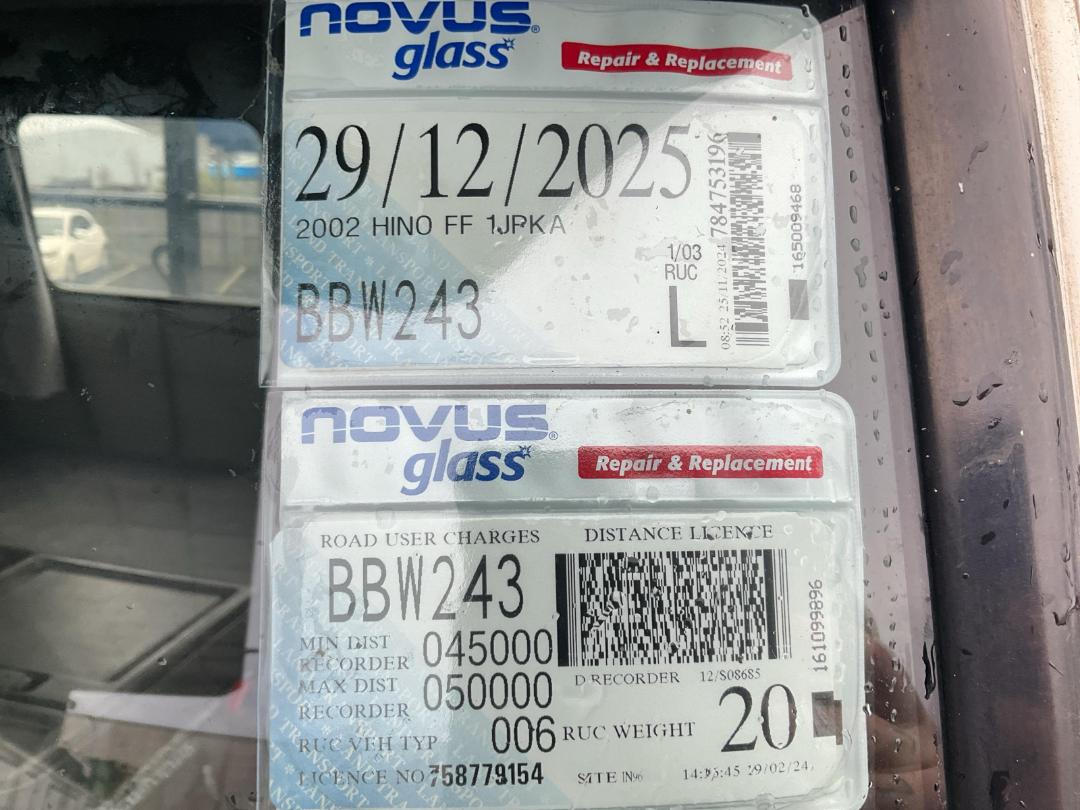 novus®
glass
Repair & Replacement
29/12/2025
2002 HINO FF 1JPKA
BBW243
1/03
RUC
L
784753196
08:52 25/11/2024
165009468
novus®
glass
Repair & Replacement
ROAD USER CHARGES DISTANCE LICENCE
BBW243
MIN DIST
RECORDER 045000
MAX DIST
RECORDER 050000
D RECORDER 12/S08685
RUC VEH TYP 006 RUC WEIGHT 20
LICENCE NO 758779154 SITE IN96
161099896